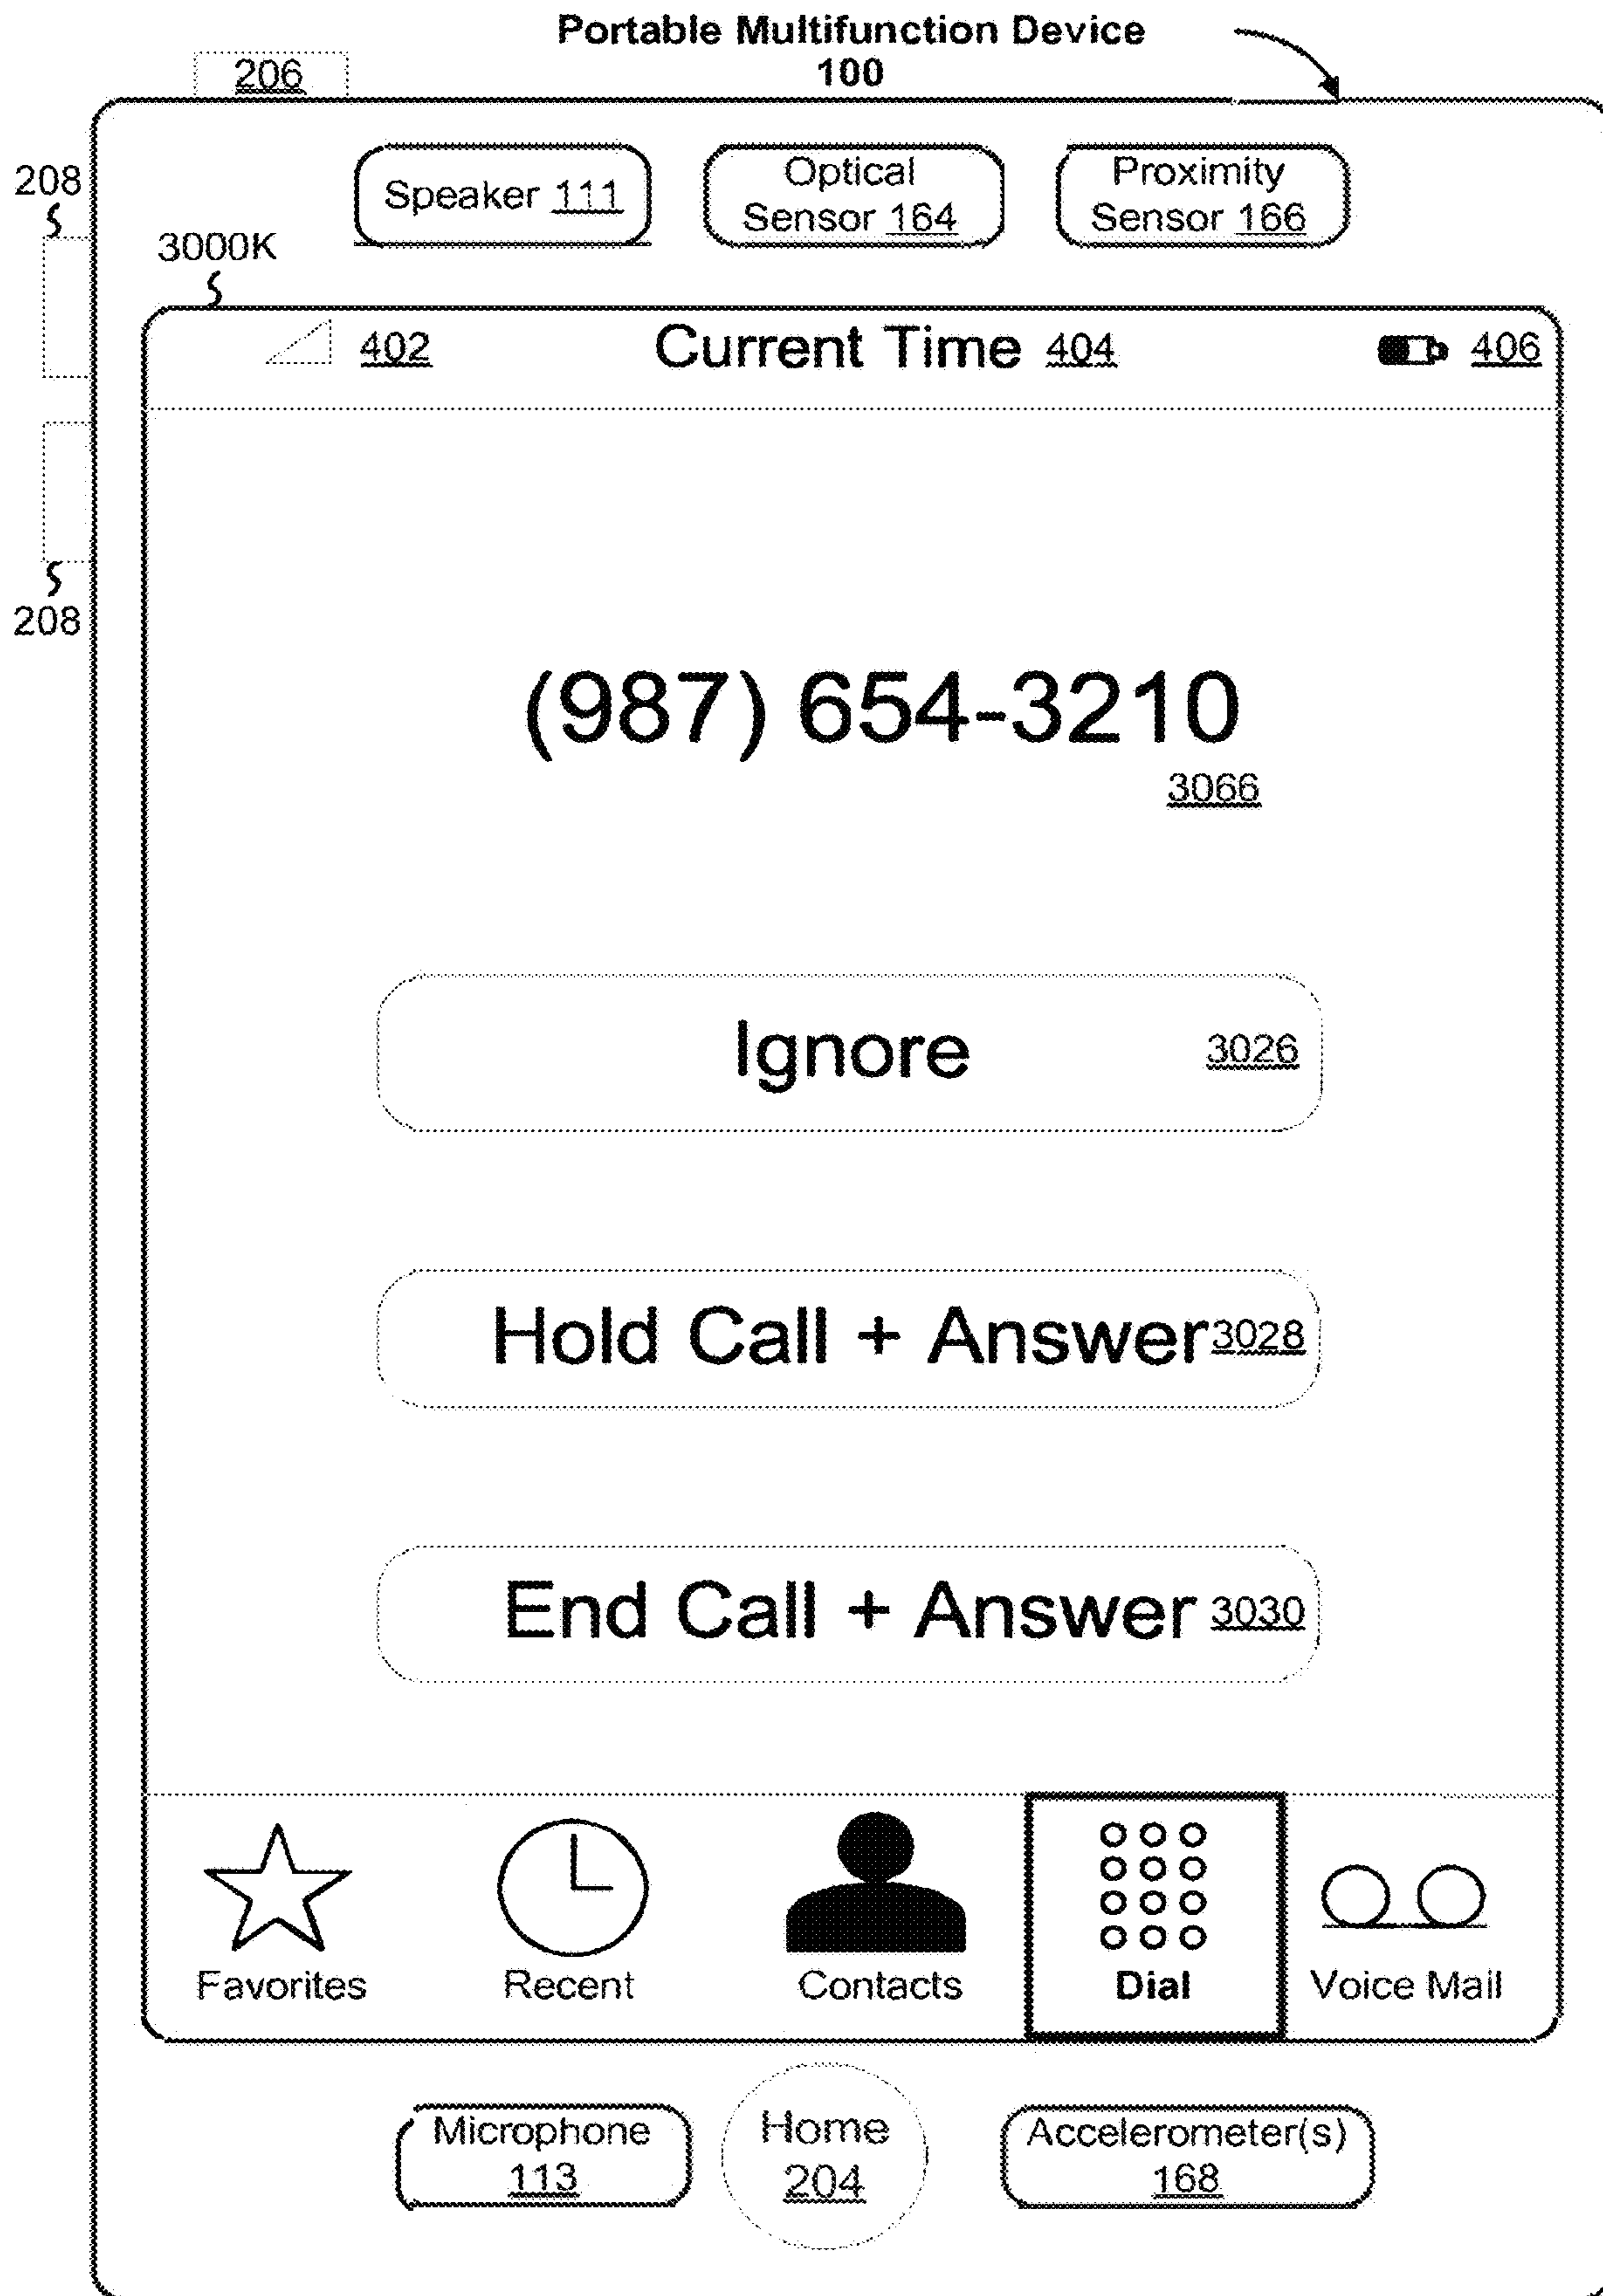 Portable Multifunction Device
100
206
208
Speaker 111
Optical
Sensor 164
Proximity
Sensor 166
3000K
402
Current Time 404
406
208
(987) 654-3210
3066
Ignore 3026
Hold Call + Answer 3028
End Call + Answer 3030
Favorites
Recent
Contacts
Dial
Voice Mail
Microphone
113
Home
204
Accelerometer(s)
168